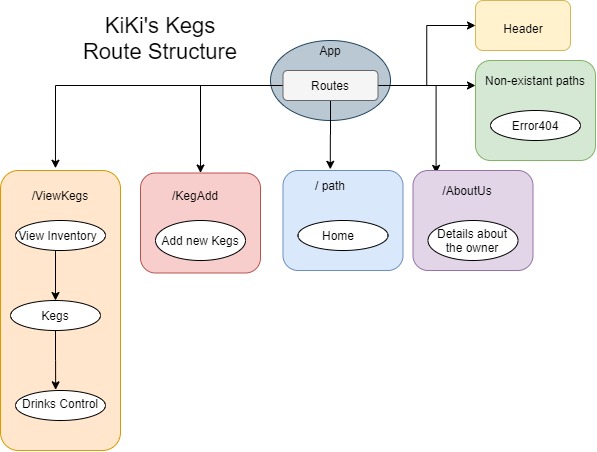 KiKi's Kegs
Route Structure
App
Routes
Header
Non-existant paths
Error404
/ViewKegs
View Inventory
Kegs
Drinks Control
/KegAdd
Add new Kegs
/ path
Home
/AboutUs
Details about
the owner